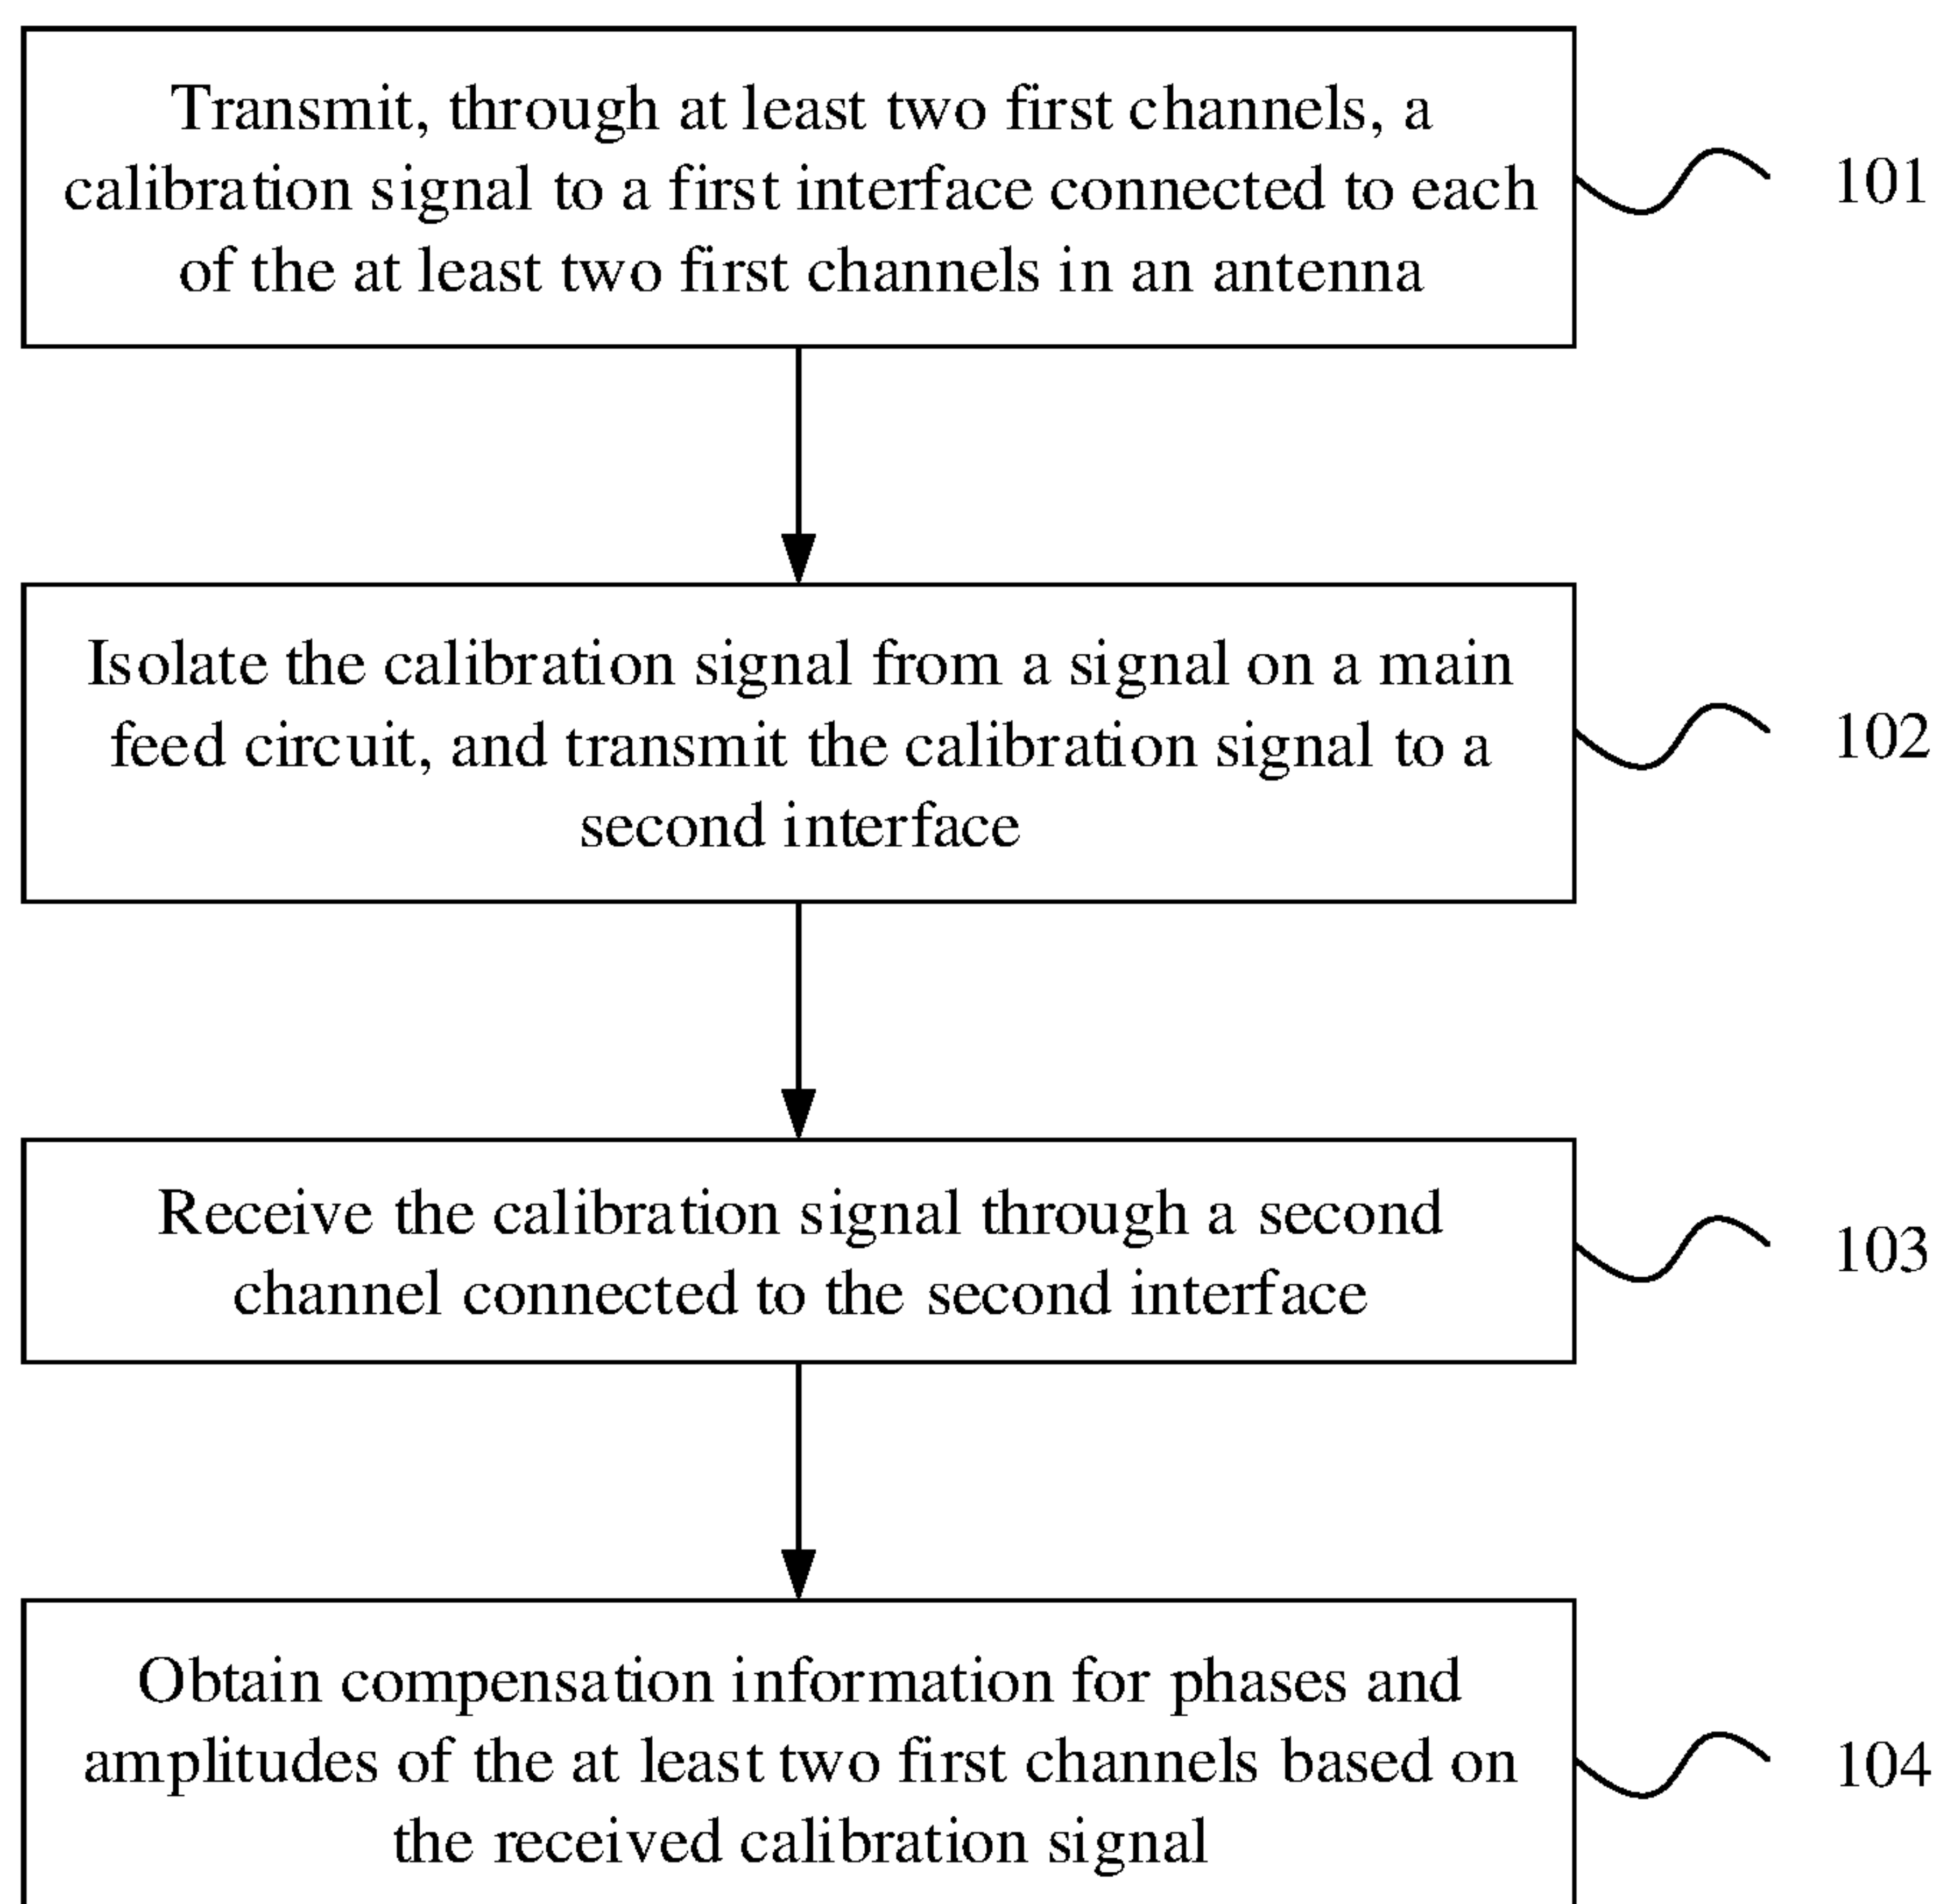 Transmit, through at least two first channels, a
calibration signal to a first interface connected to each
of the at least two first channels in an antenna
101
Isolate the calibration signal from a signal on a main
feed circuit, and transmit the calibration signal to a
second interface
102
Receive the calibration signal through a second
channel connected to the second interface
103
Obtain compensation information for phases and
amplitudes of the at least two first channels based on
the received calibration signal
104